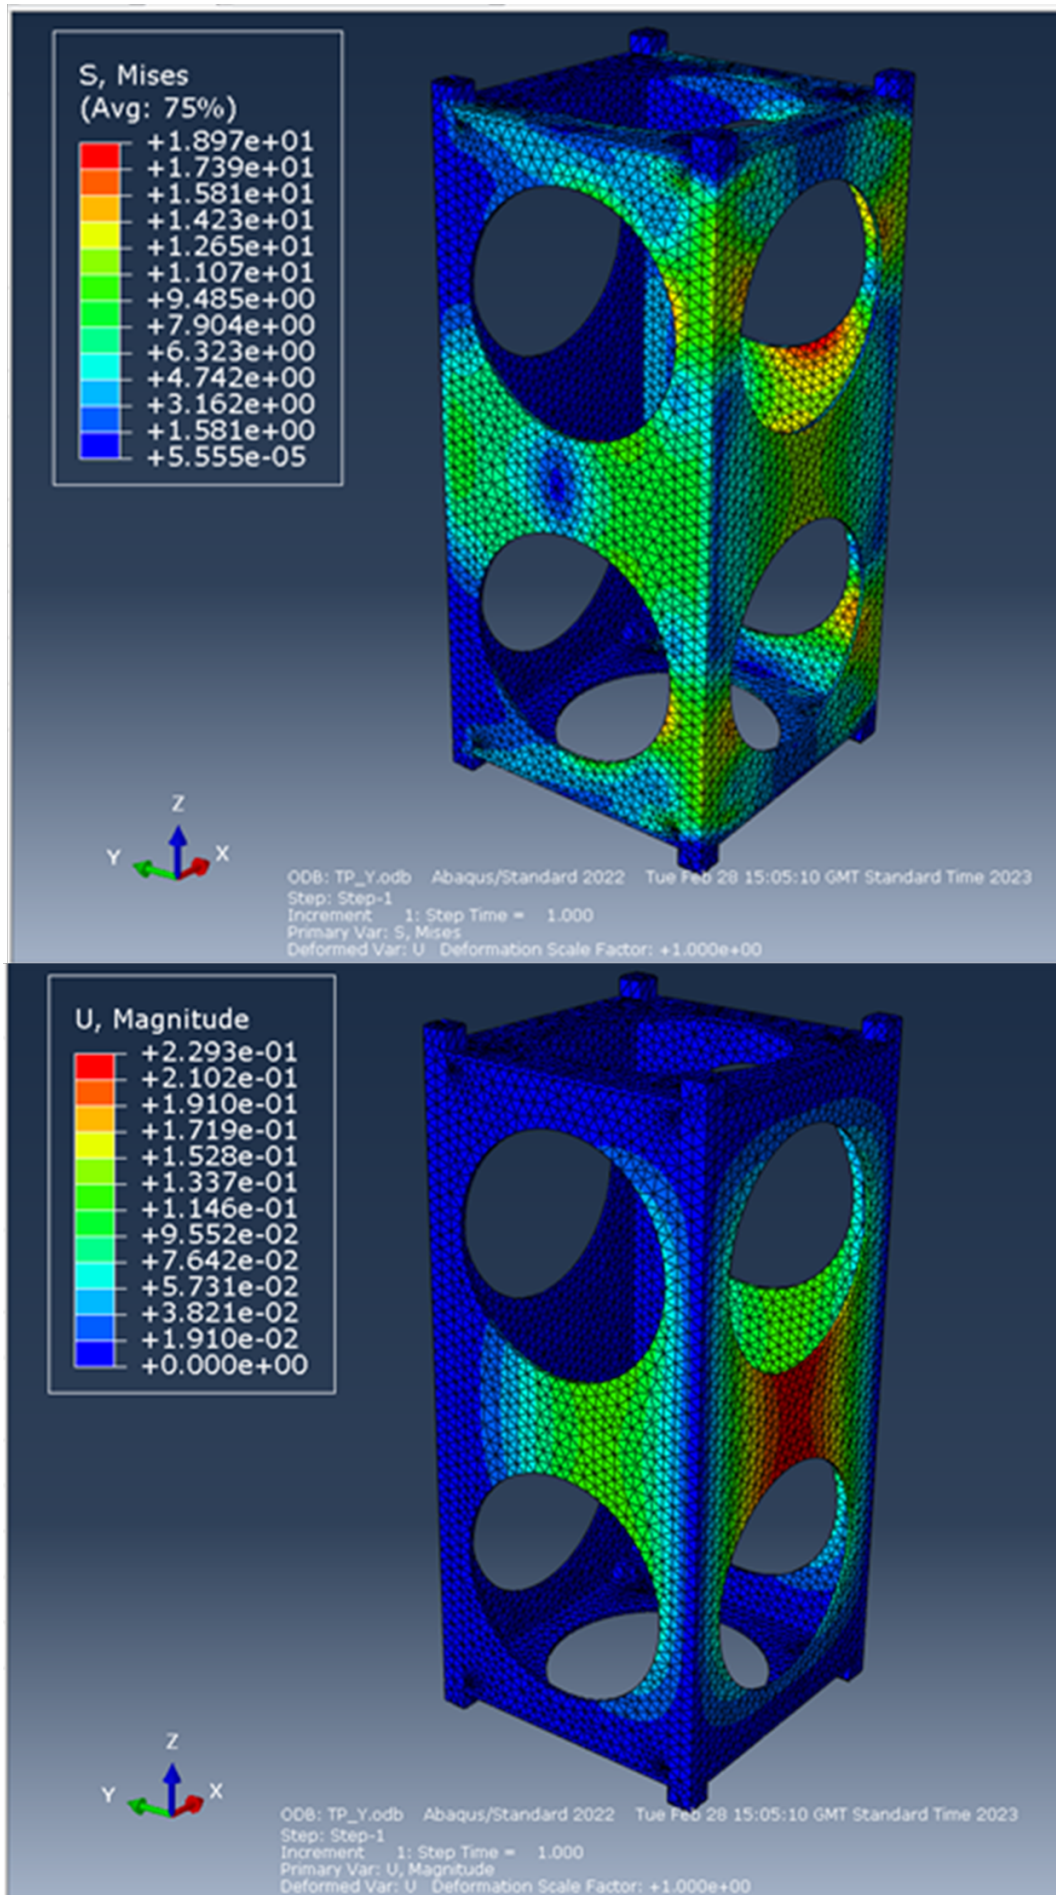 S, Mises
(Avg: 75%)
+1.897e+01
+1.739e+01
+1.581e+01
+1.423e+01
+1.265e+01
+1.107e+01
+9.485e+00
+7.904e+00
+6.323e+00
+4.742e+00
+3.162e+00
+1.581e+00
+5.555e-05
Z
Y X
ODB: TP_Y.odb Abaqus/Standard 2022 Tue Feb 28 15:05:10 GMT Standard Time 2023
Step: Step-1
Increment 1: Step Time = 1.000
Primary Var: S, Mises
Deformed Var: U Deformation Scale Factor: +1.000e+00
U, Magnitude
+2.293e-01
+2.102e-01
+1.910e-01
+1.719e-01
+1.528e-01
+1.337e-01
+1.146e-01
+9.552e-02
+7.642e-02
+5.731e-02
+3.821e-02
+1.910e-02
+0.000e+00
Z
Y X
ODB: TP_Y.odb Abaqus/Standard 2022 Tue Feb 28 15:05:10 GMT Standard Time 2023
Step: Step-1
Increment 1: Step Time = 1.000
Primary Var: U, Magnitude
Deformed Var: U Deformation Scale Factor: +1.000e+00